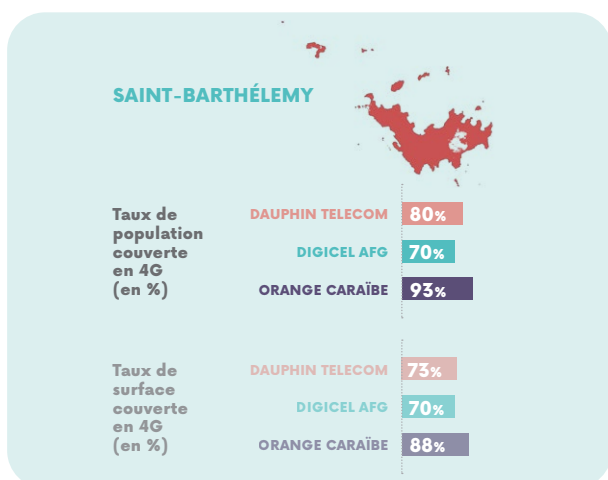 SAINT-BARTHÉLEMY
Taux de
population
couverte
en 4G
(en %)
DAUPHIN TELECOM 80%
DIGICEL AFG 70%
ORANGE CARAÏBE 93%
Taux de
surface
couverte
en 4G
(en %)
DAUPHIN TELECOM 73%
DIGICEL AFG 70%
ORANGE CARAÏBE 88%